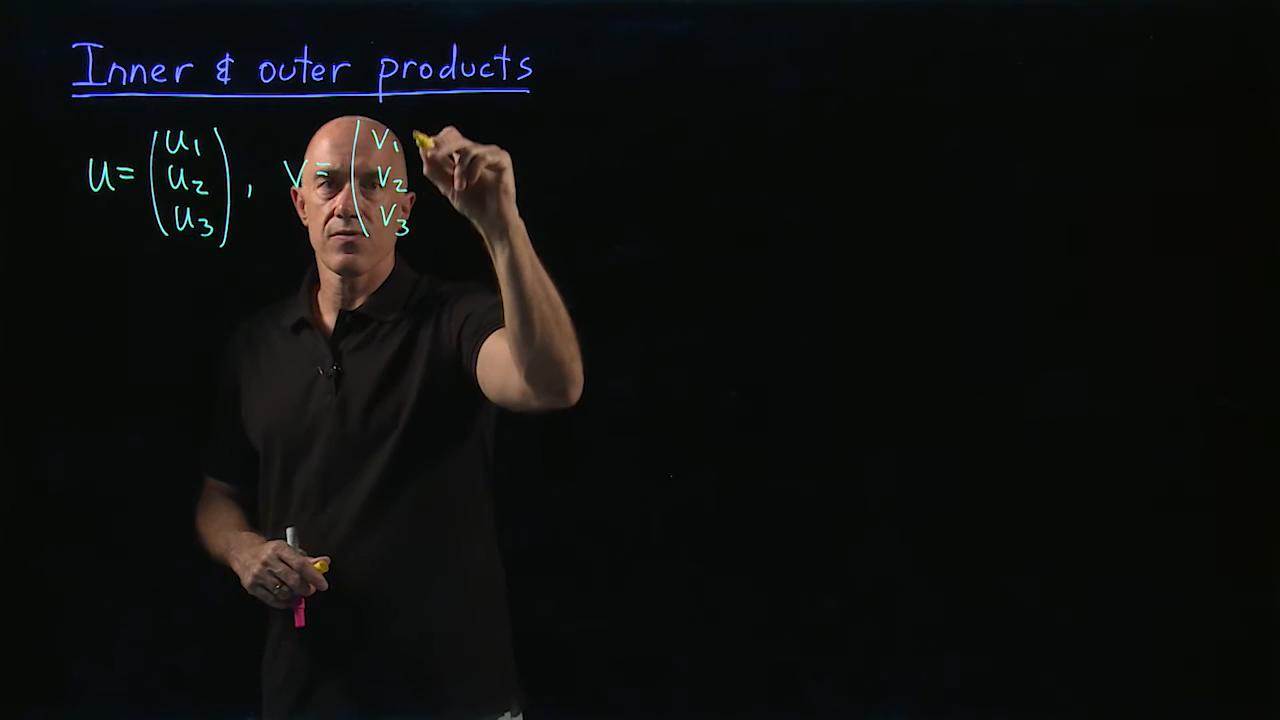 Inner & outer products
u = (u1 u2 u3), v = (v1 v2 v3